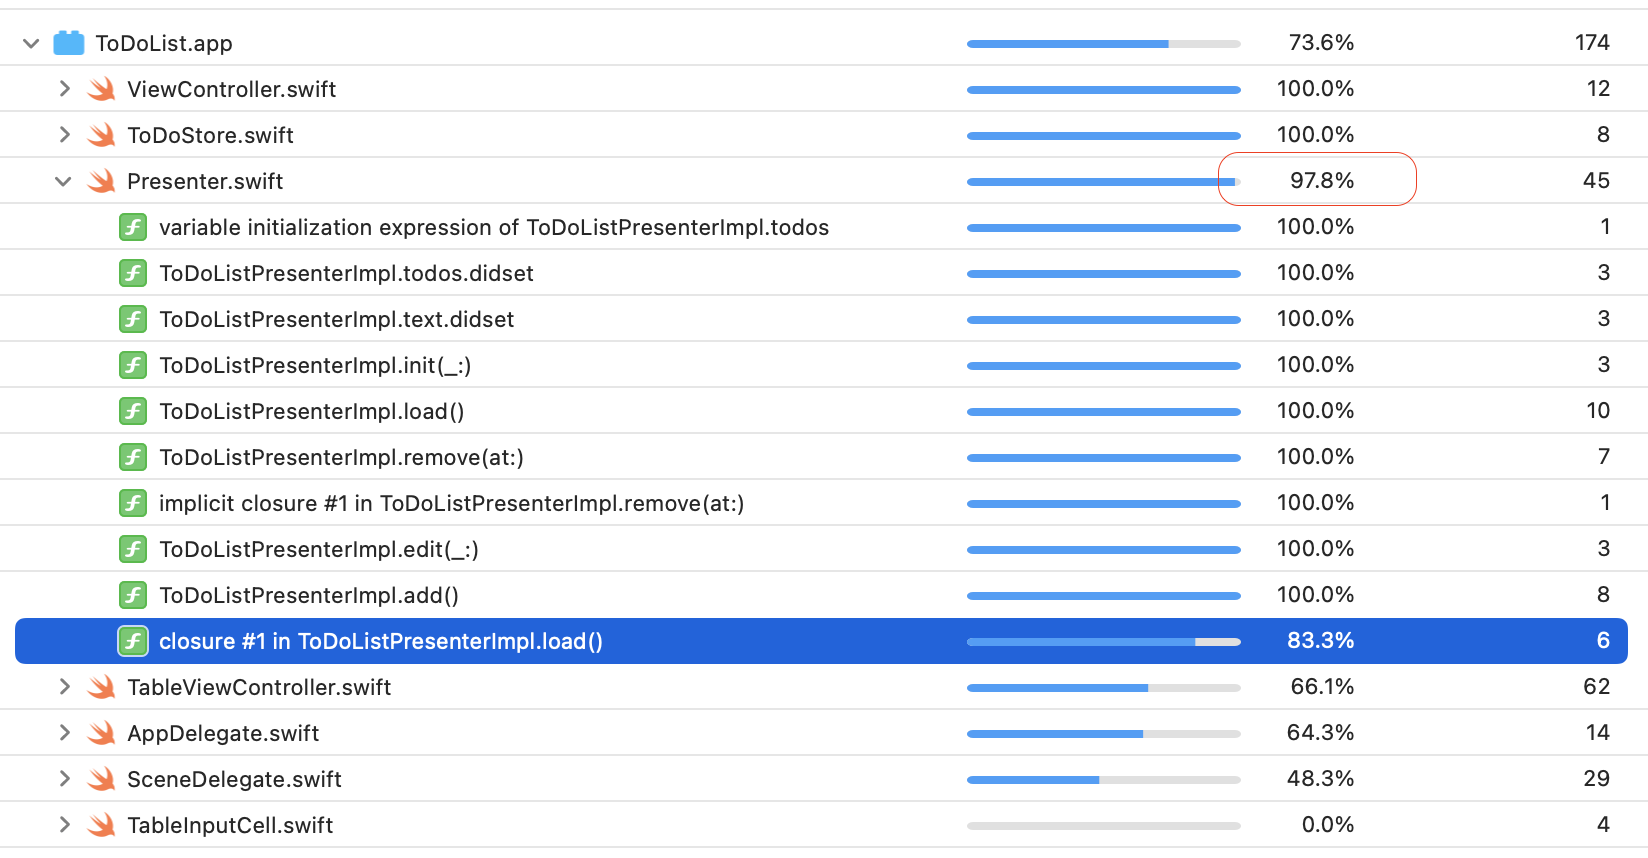 ToDoList.app 73.6% 174
ViewController.swift 100.0% 12
ToDoStore.swift 100.0% 8
Presenter.swift 97.8% 45
variable initialization expression of ToDoListPresenterImpl.todos 100.0% 1
ToDoListPresenterImpl.todos.didset 100.0% 3
ToDoListPresenterImpl.text.didset 100.0% 3
ToDoListPresenterImpl.init(_:) 100.0% 3
ToDoListPresenterImpl.load() 100.0% 10
ToDoListPresenterImpl.remove(at:) 100.0% 7
implicit closure #1 in ToDoListPresenterImpl.remove(at:) 100.0% 1
ToDoListPresenterImpl.edit(_:) 100.0% 3
ToDoListPresenterImpl.add() 100.0% 8
closure #1 in ToDoListPresenterImpl.load() 83.3% 6
TableViewController.swift 66.1% 62
AppDelegate.swift 64.3% 14
SceneDelegate.swift 48.3% 29
TableInputCell.swift 0.0% 4